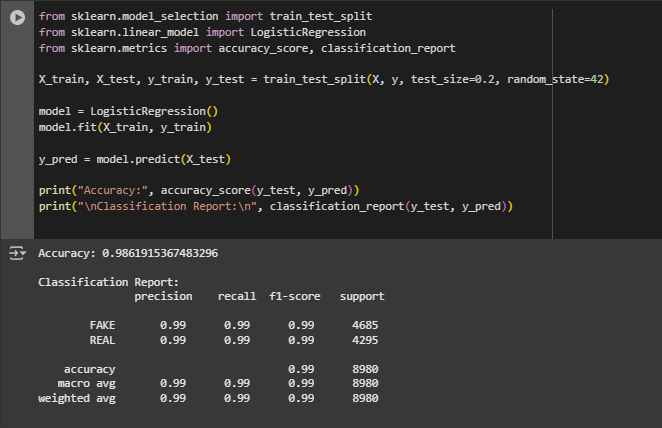 from sklearn.model_selection import train_test_split
from sklearn.linear_model import LogisticRegression
from sklearn.metrics import accuracy_score, classification_report
X_train, X_test, y_train, y_test = train_test_split(X, y, test_size=0.2, random_state=42)
model = LogisticRegression()
model.fit(X_train, y_train)
y_pred = model.predict(X_test)
print("Accuracy:", accuracy_score(y_test, y_pred))
print("\nClassification Report:\n", classification_report(y_test, y_pred))
Accuracy: 0.9861915367483296
Classification Report:
precision recall f1-score support
FAKE 0.99 0.99 0.99 4685
REAL 0.99 0.99 0.99 4295
accuracy 0.99 8980
macro avg 0.99 0.99 0.99 8980
weighted avg 0.99 0.99 0.99 8980